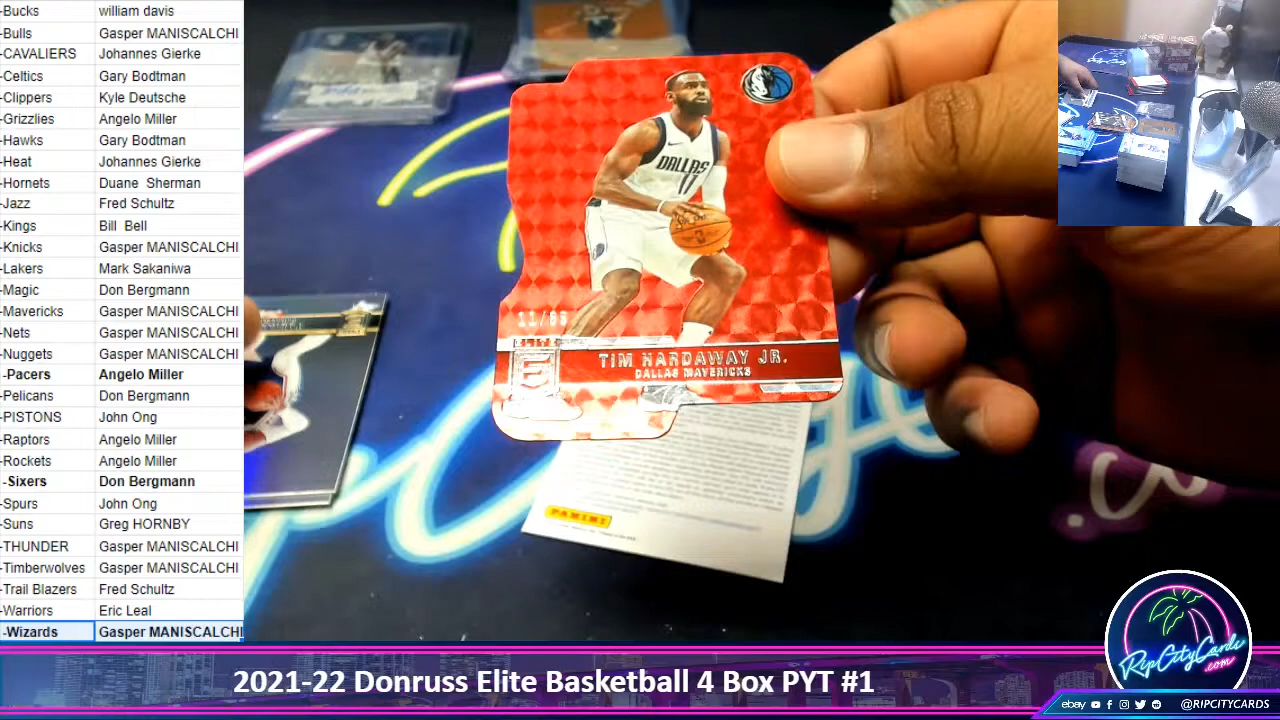 -Bucks william davis
-Bulls Gasper MANISCALCHI
-CAVALIERS Johannes Gierke
-Celtics Gary Bodtman
-Clippers Kyle Deutsche
-Grizzlies Angelo Miller
-Hawks Gary Bodtman
-Heat Johannes Gierke
-Hornets Duane Sherman
-Jazz Fred Schultz
-Kings Bill Bell
-Knicks Gasper MANISCALCHI
-Lakers Mark Sakaniwa
-Magic Don Bergmann
-Mavericks Gasper MANISCALCHI
-Nets Gasper MANISCALCHI
-Nuggets Gasper MANISCALCHI
-Pacers Angelo Miller
-Pelicans Don Bergmann
-PISTONS John Ong
-Raptors Angelo Miller
-Rockets Angelo Miller
-Sixers Don Bergmann
-Spurs John Ong
-Suns Greg HORNBY
-THUNDER Gasper MANISCALCHI
-Timberwolves Gasper MANISCALCHI
-Trail Blazers Fred Schultz
-Warriors Eric Leal
-Wizards Gasper MANISCALCHI
DALLAS
11
ELITE
TIM HARDAWAY JR.
DALLAS MAVERICKS
PANINI
2021-22 Donruss Elite Basketball 4 Box PYT #1
RipCityCards
.com
ebay @RIPCITYCARDS